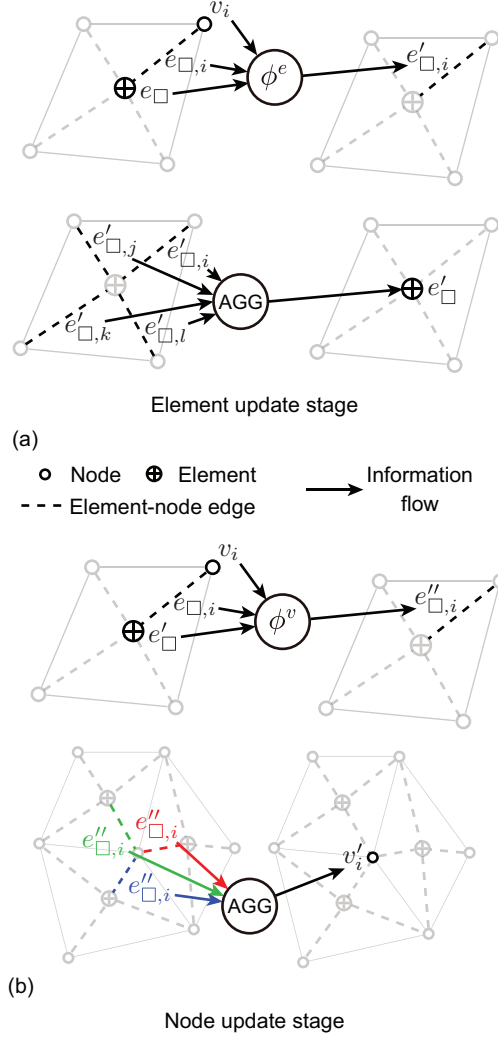 v_i
e_{□,i}
e_□
ϕ^e
e'_{□,i}
e'_{□,j}
e'_{□,i}
AGG
e'_□
e'_{□,k}
e'_{□,l}
Element update stage
(a)
Node
Element
Information
flow
Element-node edge
v_i
e_{□,i}
e'_□
ϕ^v
e''_{□,i}
e''_{□,i}
e''_{□,i}
e''_{□,i}
AGG
v'_i
(b)
Node update stage